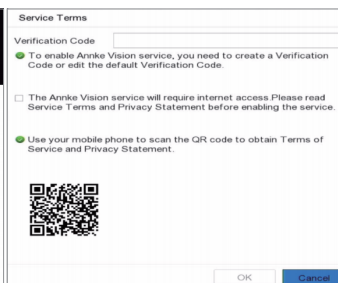 Service Terms
Verification Code
To enable Annke Vision service, you need to create a Verification
Code or edit the default Verification Code.
The Annke Vision service will require internet access.Please read
Service Terms and Privacy Statement before enabling the service.
Use your mobile phone to scan the QR code to obtain Terms of
Service and Privacy Statement.
OK
Cancel